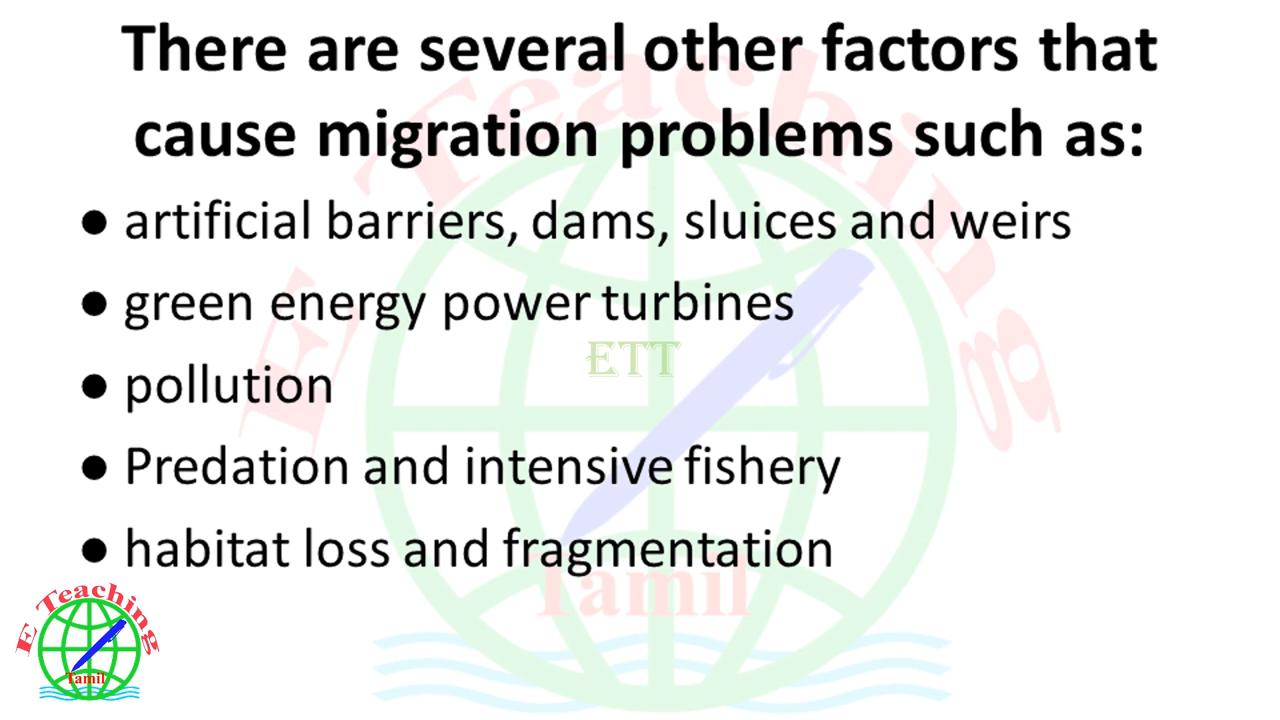 There are several other factors that
cause migration problems such as:
● artificial barriers, dams, sluices and weirs
● green energy power turbines
ETT
● pollution
● Predation and intensive fishery
● habitat loss and fragmentation
E Teaching
Tamil
E Teaching
Tamil